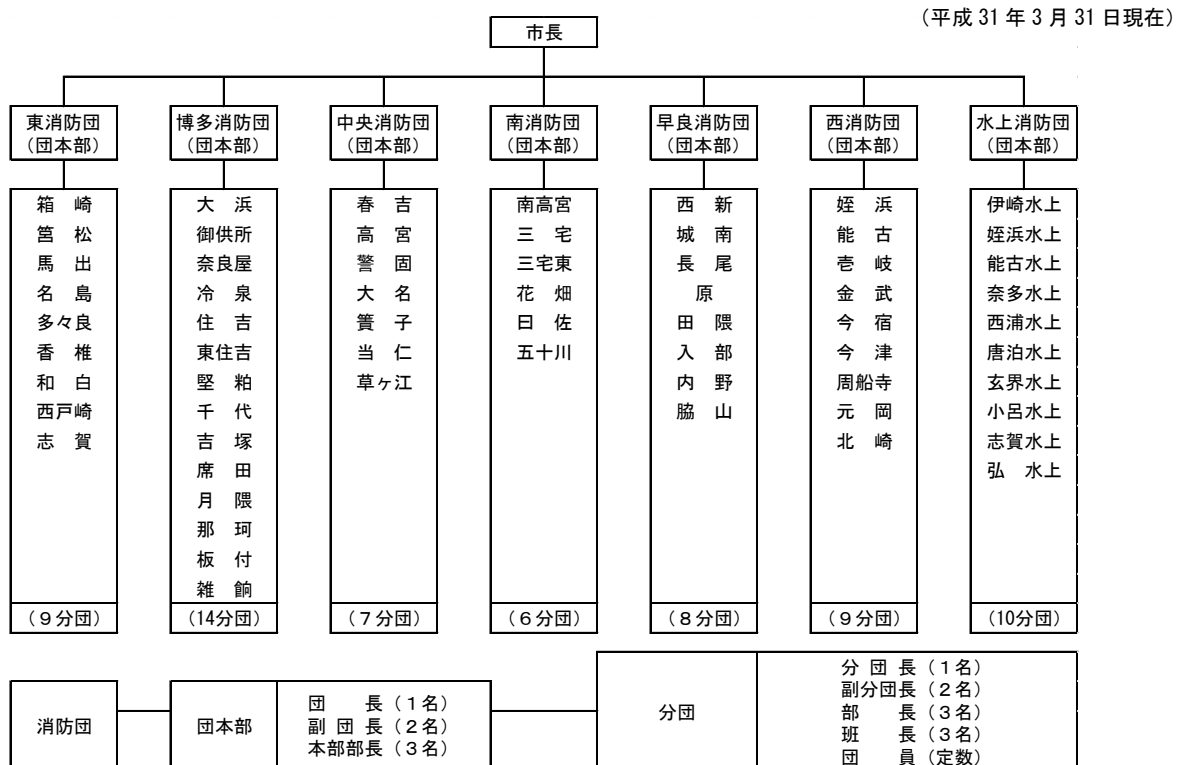 （平成 31 年 3 月 31 日現在）
市長
東消防団
（団本部）
箱　崎
筥　松
馬　出
名　島
多々良
香　椎
和　白
西戸崎
志　賀
（９分団）
博多消防団
（団本部）
大　浜
御供所
奈良屋
冷　泉
住　吉
東住吉
堅　粕
千　代
吉　塚
席　田
月　隈
那　珂
板　付
雑　餉
（14分団）
中央消防団
（団本部）
春　吉
高　宮
警　固
大　名
簀　子
当　仁
草ヶ江
（７分団）
南消防団
（団本部）
南高宮
三　宅
三宅東
花　畑
曰　佐
五十川
（６分団）
早良消防団
（団本部）
西　新
城　南
長　尾
原
田　隈
入　部
内　野
脇　山
（８分団）
西消防団
（団本部）
姪　浜
能　古
壱　岐
金　武
今　宿
今　津
周船寺
元　岡
北　崎
（９分団）
水上消防団
（団本部）
伊崎水上
姪浜水上
能古水上
奈多水上
西浦水上
唐泊水上
玄界水上
小呂水上
志賀水上
弘　水上
（10分団）
消防団
団本部
団　　長（１名）
副 団 長（２名）
本部部長（３名）
分団
分 団 長（１名）
副分団長（２名）
部　　長（３名）
班　　長（３名）
団　　員（定数）